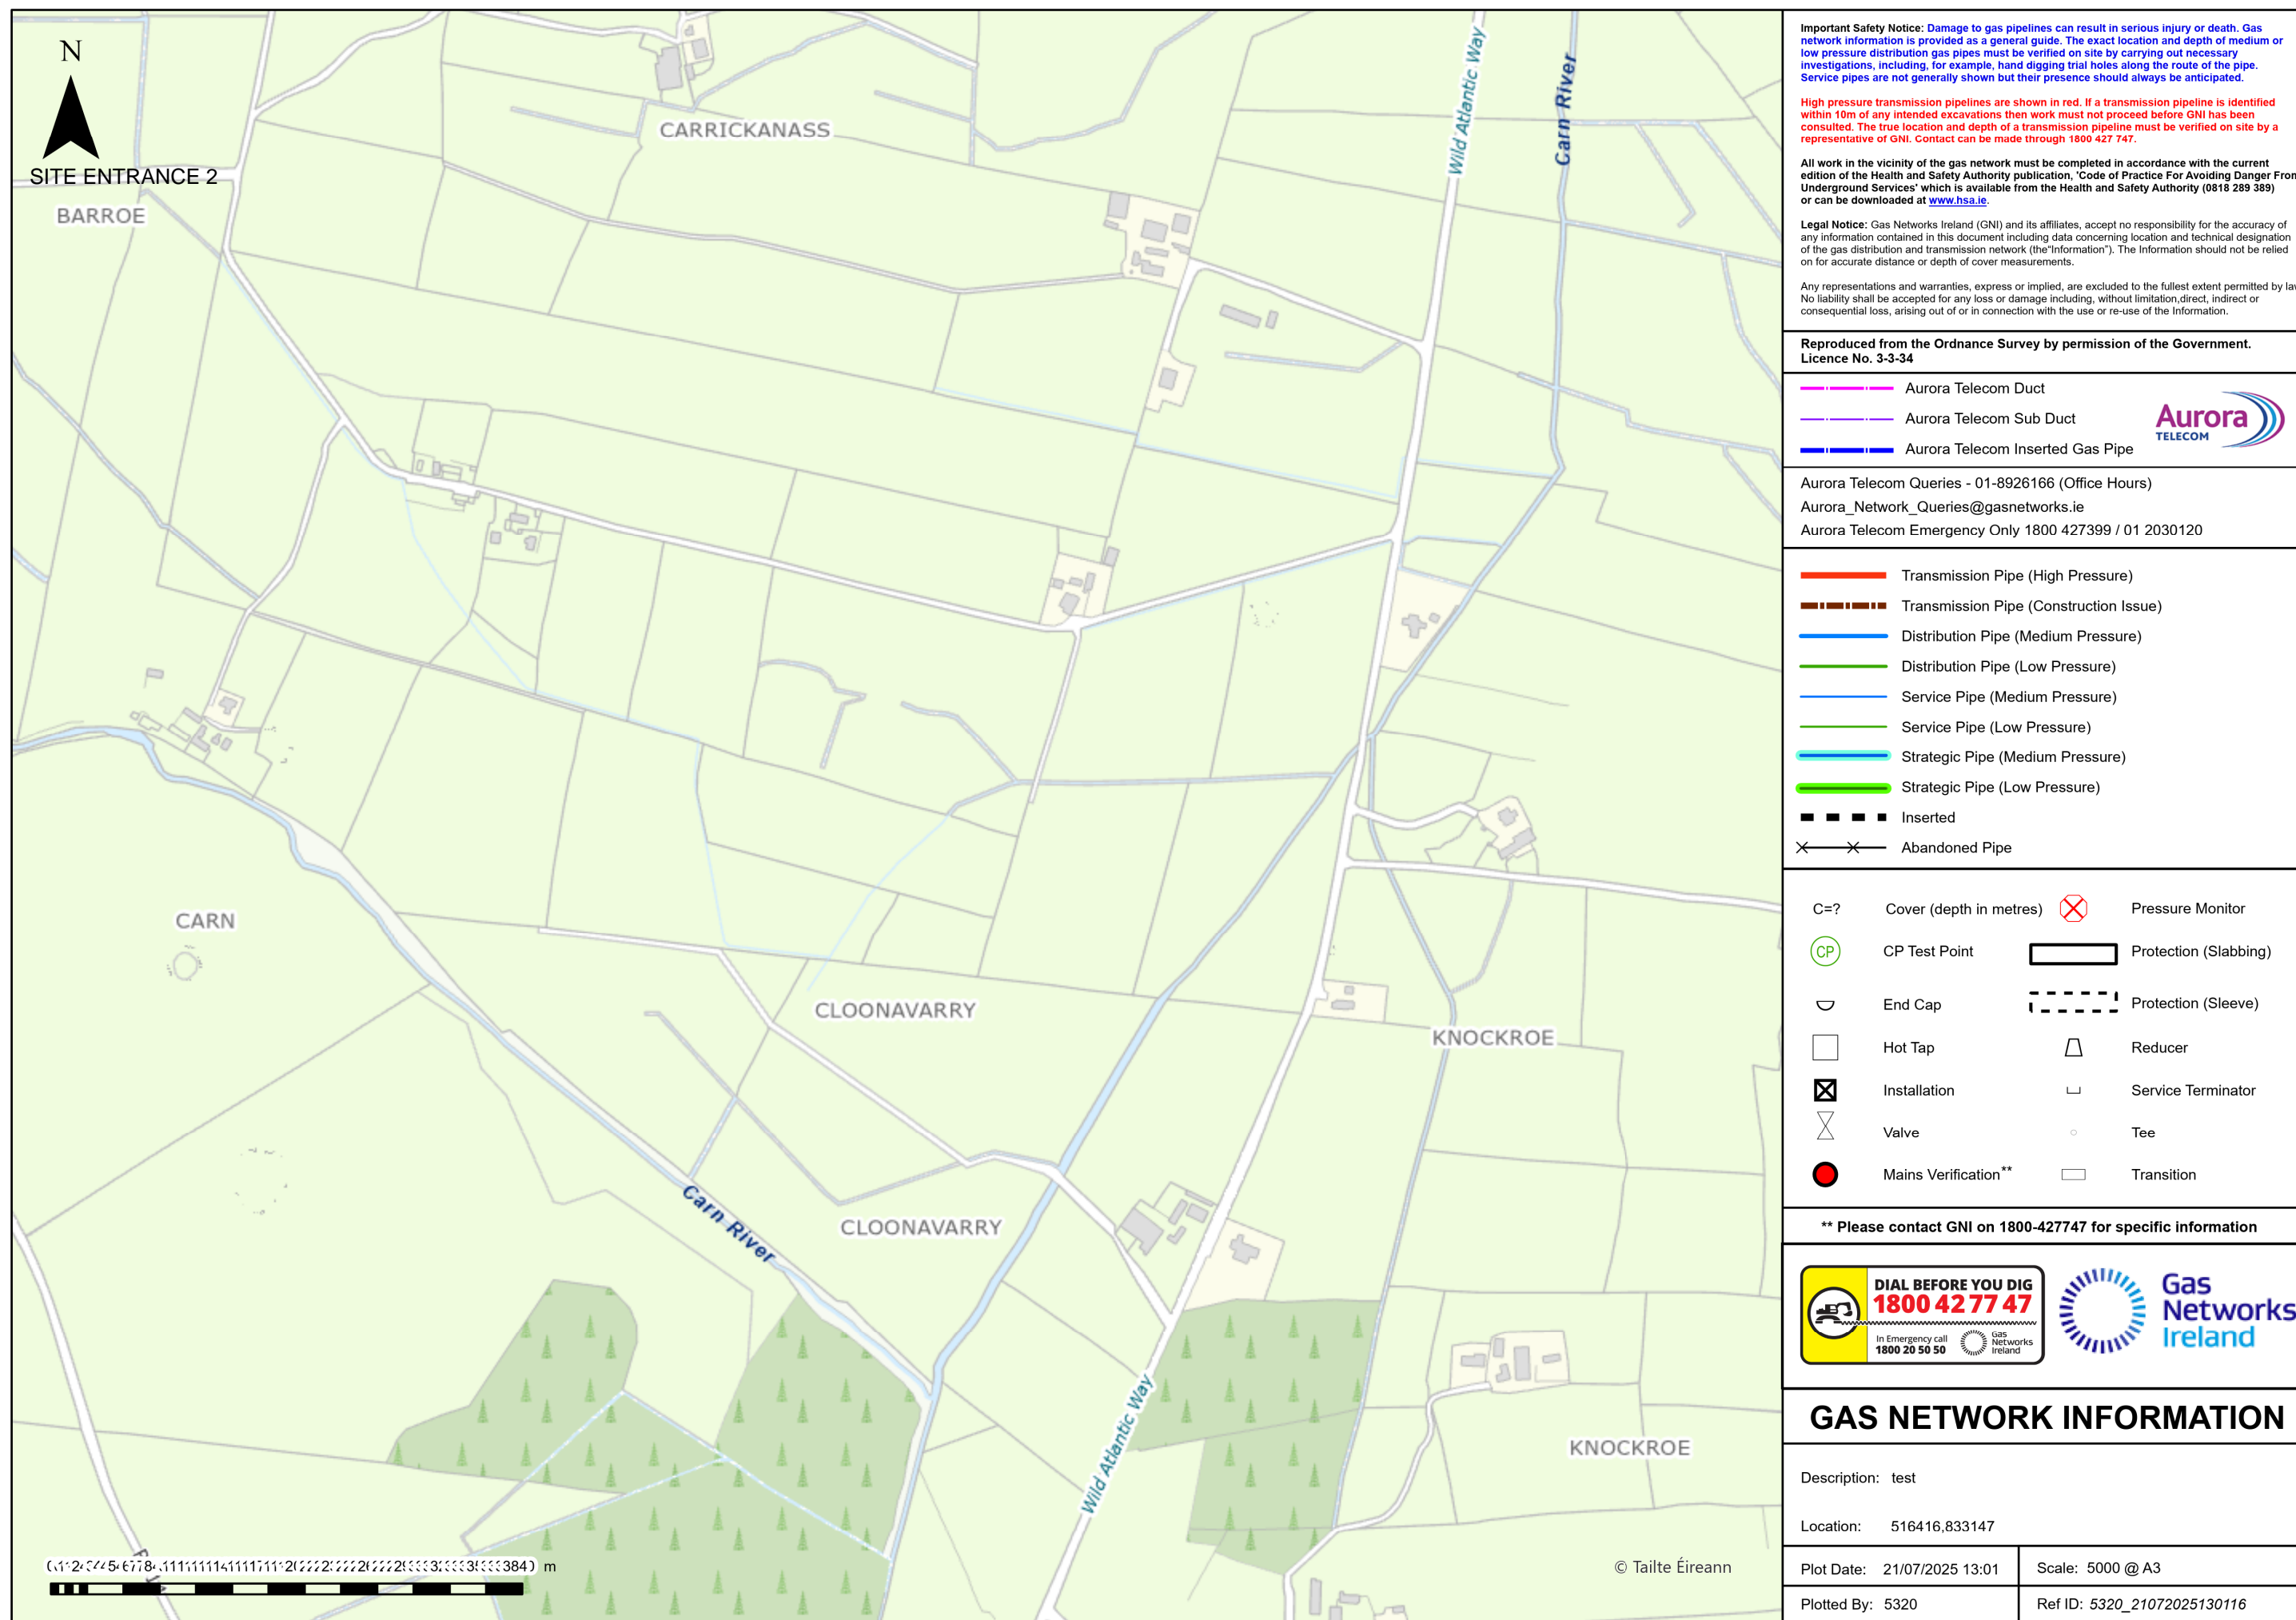 N
SITE ENTRANCE 2
BARROE
CARRICKANASS
Wild Atlantic Way
Carn River
CARN
CLOONAVARRY
KNOCKROE
Carn River
CLOONAVARRY
Wild Atlantic Way
KNOCKROE
m
© Tailte Éireann
Important Safety Notice: Damage to gas pipelines can result in serious injury or death. Gas
network information is provided as a general guide. The exact location and depth of medium or
low pressure distribution gas pipes must be verified on site by carrying out necessary
investigations, including, for example, hand digging trial holes along the route of the pipe.
Service pipes are not generally shown but their presence should always be anticipated.
High pressure transmission pipelines are shown in red. If a transmission pipeline is identified
within 10m of any intended excavations then work must not proceed before GNI has been
consulted. The true location and depth of a transmission pipeline must be verified on site by a
representative of GNI. Contact can be made through 1800 427 747.
All work in the vicinity of the gas network must be completed in accordance with the current
edition of the Health and Safety Authority publication, 'Code of Practice For Avoiding Danger From
Underground Services' which is available from the Health and Safety Authority (0818 289 389)
or can be downloaded at www.hsa.ie.
Legal Notice: Gas Networks Ireland (GNI) and its affiliates, accept no responsibility for the accuracy of
any information contained in this document including data concerning location and technical designation
of the gas distribution and transmission network (the“Information”). The Information should not be relied
on for accurate distance or depth of cover measurements.
Any representations and warranties, express or implied, are excluded to the fullest extent permitted by law
No liability shall be accepted for any loss or damage including, without limitation,direct, indirect or
consequential loss, arising out of or in connection with the use or re-use of the Information.
Reproduced from the Ordnance Survey by permission of the Government.
Licence No. 3-3-34
Aurora Telecom Duct
Aurora Telecom Sub Duct
Aurora Telecom Inserted Gas Pipe
Aurora
TELECOM
Aurora Telecom Queries - 01-8926166 (Office Hours)
Aurora_Network_Queries@gasnetworks.ie
Aurora Telecom Emergency Only 1800 427399 / 01 2030120
Transmission Pipe (High Pressure)
Transmission Pipe (Construction Issue)
Distribution Pipe (Medium Pressure)
Distribution Pipe (Low Pressure)
Service Pipe (Medium Pressure)
Service Pipe (Low Pressure)
Strategic Pipe (Medium Pressure)
Strategic Pipe (Low Pressure)
Inserted
Abandoned Pipe
C=? Cover (depth in metres) Pressure Monitor
CP CP Test Point Protection (Slabbing)
End Cap Protection (Sleeve)
Hot Tap Reducer
Installation Service Terminator
Valve Tee
Mains Verification** Transition
** Please contact GNI on 1800-427747 for specific information
DIAL BEFORE YOU DIG
1800 42 77 47
In Emergency call
1800 20 50 50
Gas
Networks
Ireland
Gas
Networks
Ireland
GAS NETWORK INFORMATION
Description: test
Location: 516416,833147
Plot Date: 21/07/2025 13:01 Scale: 5000 @ A3
Plotted By: 5320 Ref ID: 5320_21072025130116